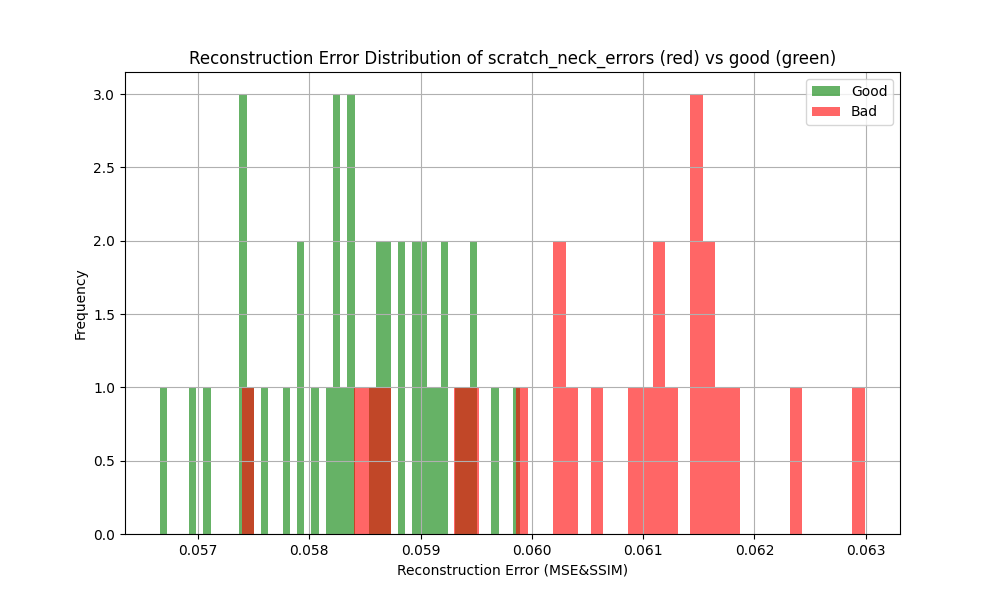 Reconstruction Error Distribution of scratch_neck_errors (red) vs good (green)
Good
Bad
3.0
2.5
2.0
1.5
1.0
0.5
0.0
Frequency
0.057 0.058 0.059 0.060 0.061 0.062 0.063
Reconstruction Error (MSE&SSIM)